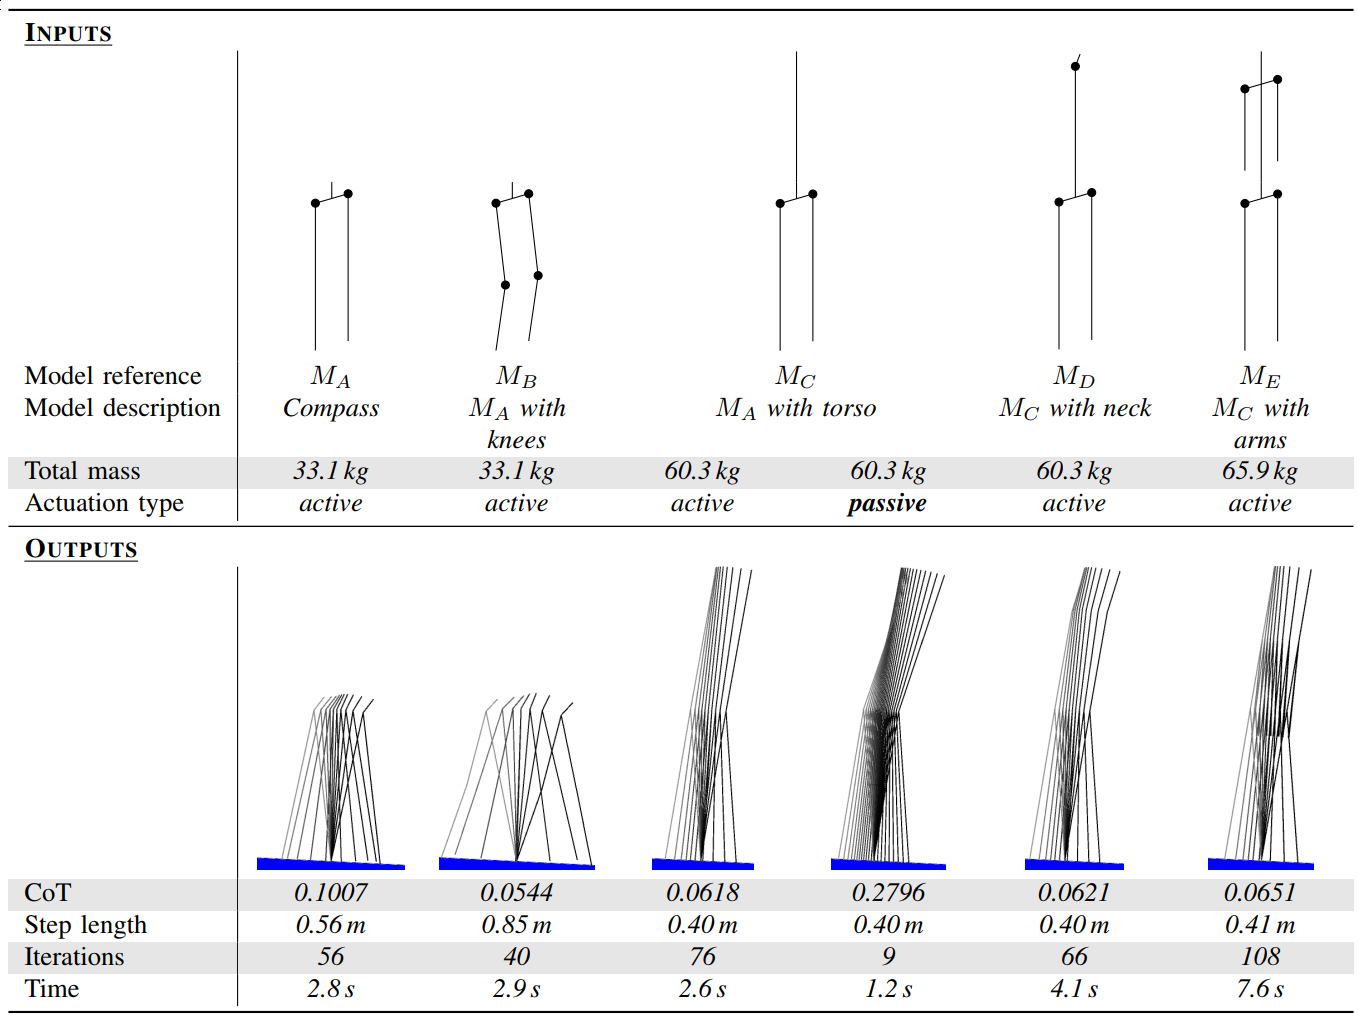 INPUTS
Model reference M_A M_B M_C M_D M_E
Model description Compass M_A with M_A with torso M_C with neck M_C with
knees arms
Total mass 33.1 kg 33.1 kg 60.3 kg 60.3 kg 60.3 kg 65.9 kg
Actuation type active active active passive active active
OUTPUTS
CoT 0.1007 0.0544 0.0618 0.2796 0.0621 0.0651
Step length 0.56 m 0.85 m 0.40 m 0.40 m 0.40 m 0.41 m
Iterations 56 40 76 9 66 108
Time 2.8 s 2.9 s 2.6 s 1.2 s 4.1 s 7.6 s